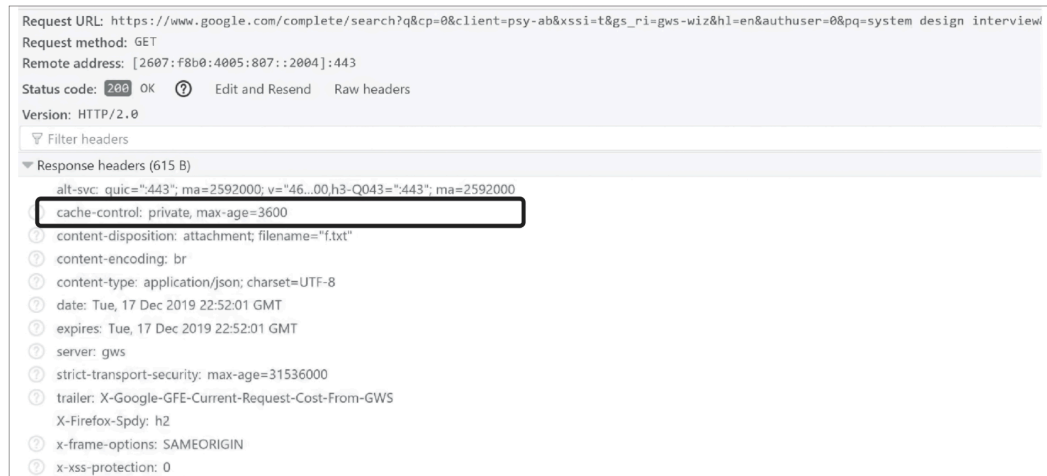 Request URL: https://www.google.com/complete/search?q&cp=0&client=psy-ab&xssi=t&gs_ri=gws-wiz&hl=en&authuser=0&pq=system design interview&
Request method: GET
Remote address: [2607:f8b0:4005:807::2004]:443
Status code: 200 OK ? Edit and Resend Raw headers
Version: HTTP/2.0
Filter headers
Response headers (615 B)
alt-svc: quic=":443"; ma=2592000; v="46...00,h3-Q043=":443"; ma=2592000
cache-control: private, max-age=3600
? content-disposition: attachment; filename="f.txt"
? content-encoding: br
? content-type: application/json; charset=UTF-8
? date: Tue, 17 Dec 2019 22:52:01 GMT
? expires: Tue, 17 Dec 2019 22:52:01 GMT
? server: gws
? strict-transport-security: max-age=31536000
? trailer: X-Google-GFE-Current-Request-Cost-From-GWS
X-Firefox-Spdy: h2
? x-frame-options: SAMEORIGIN
? x-xss-protection: 0